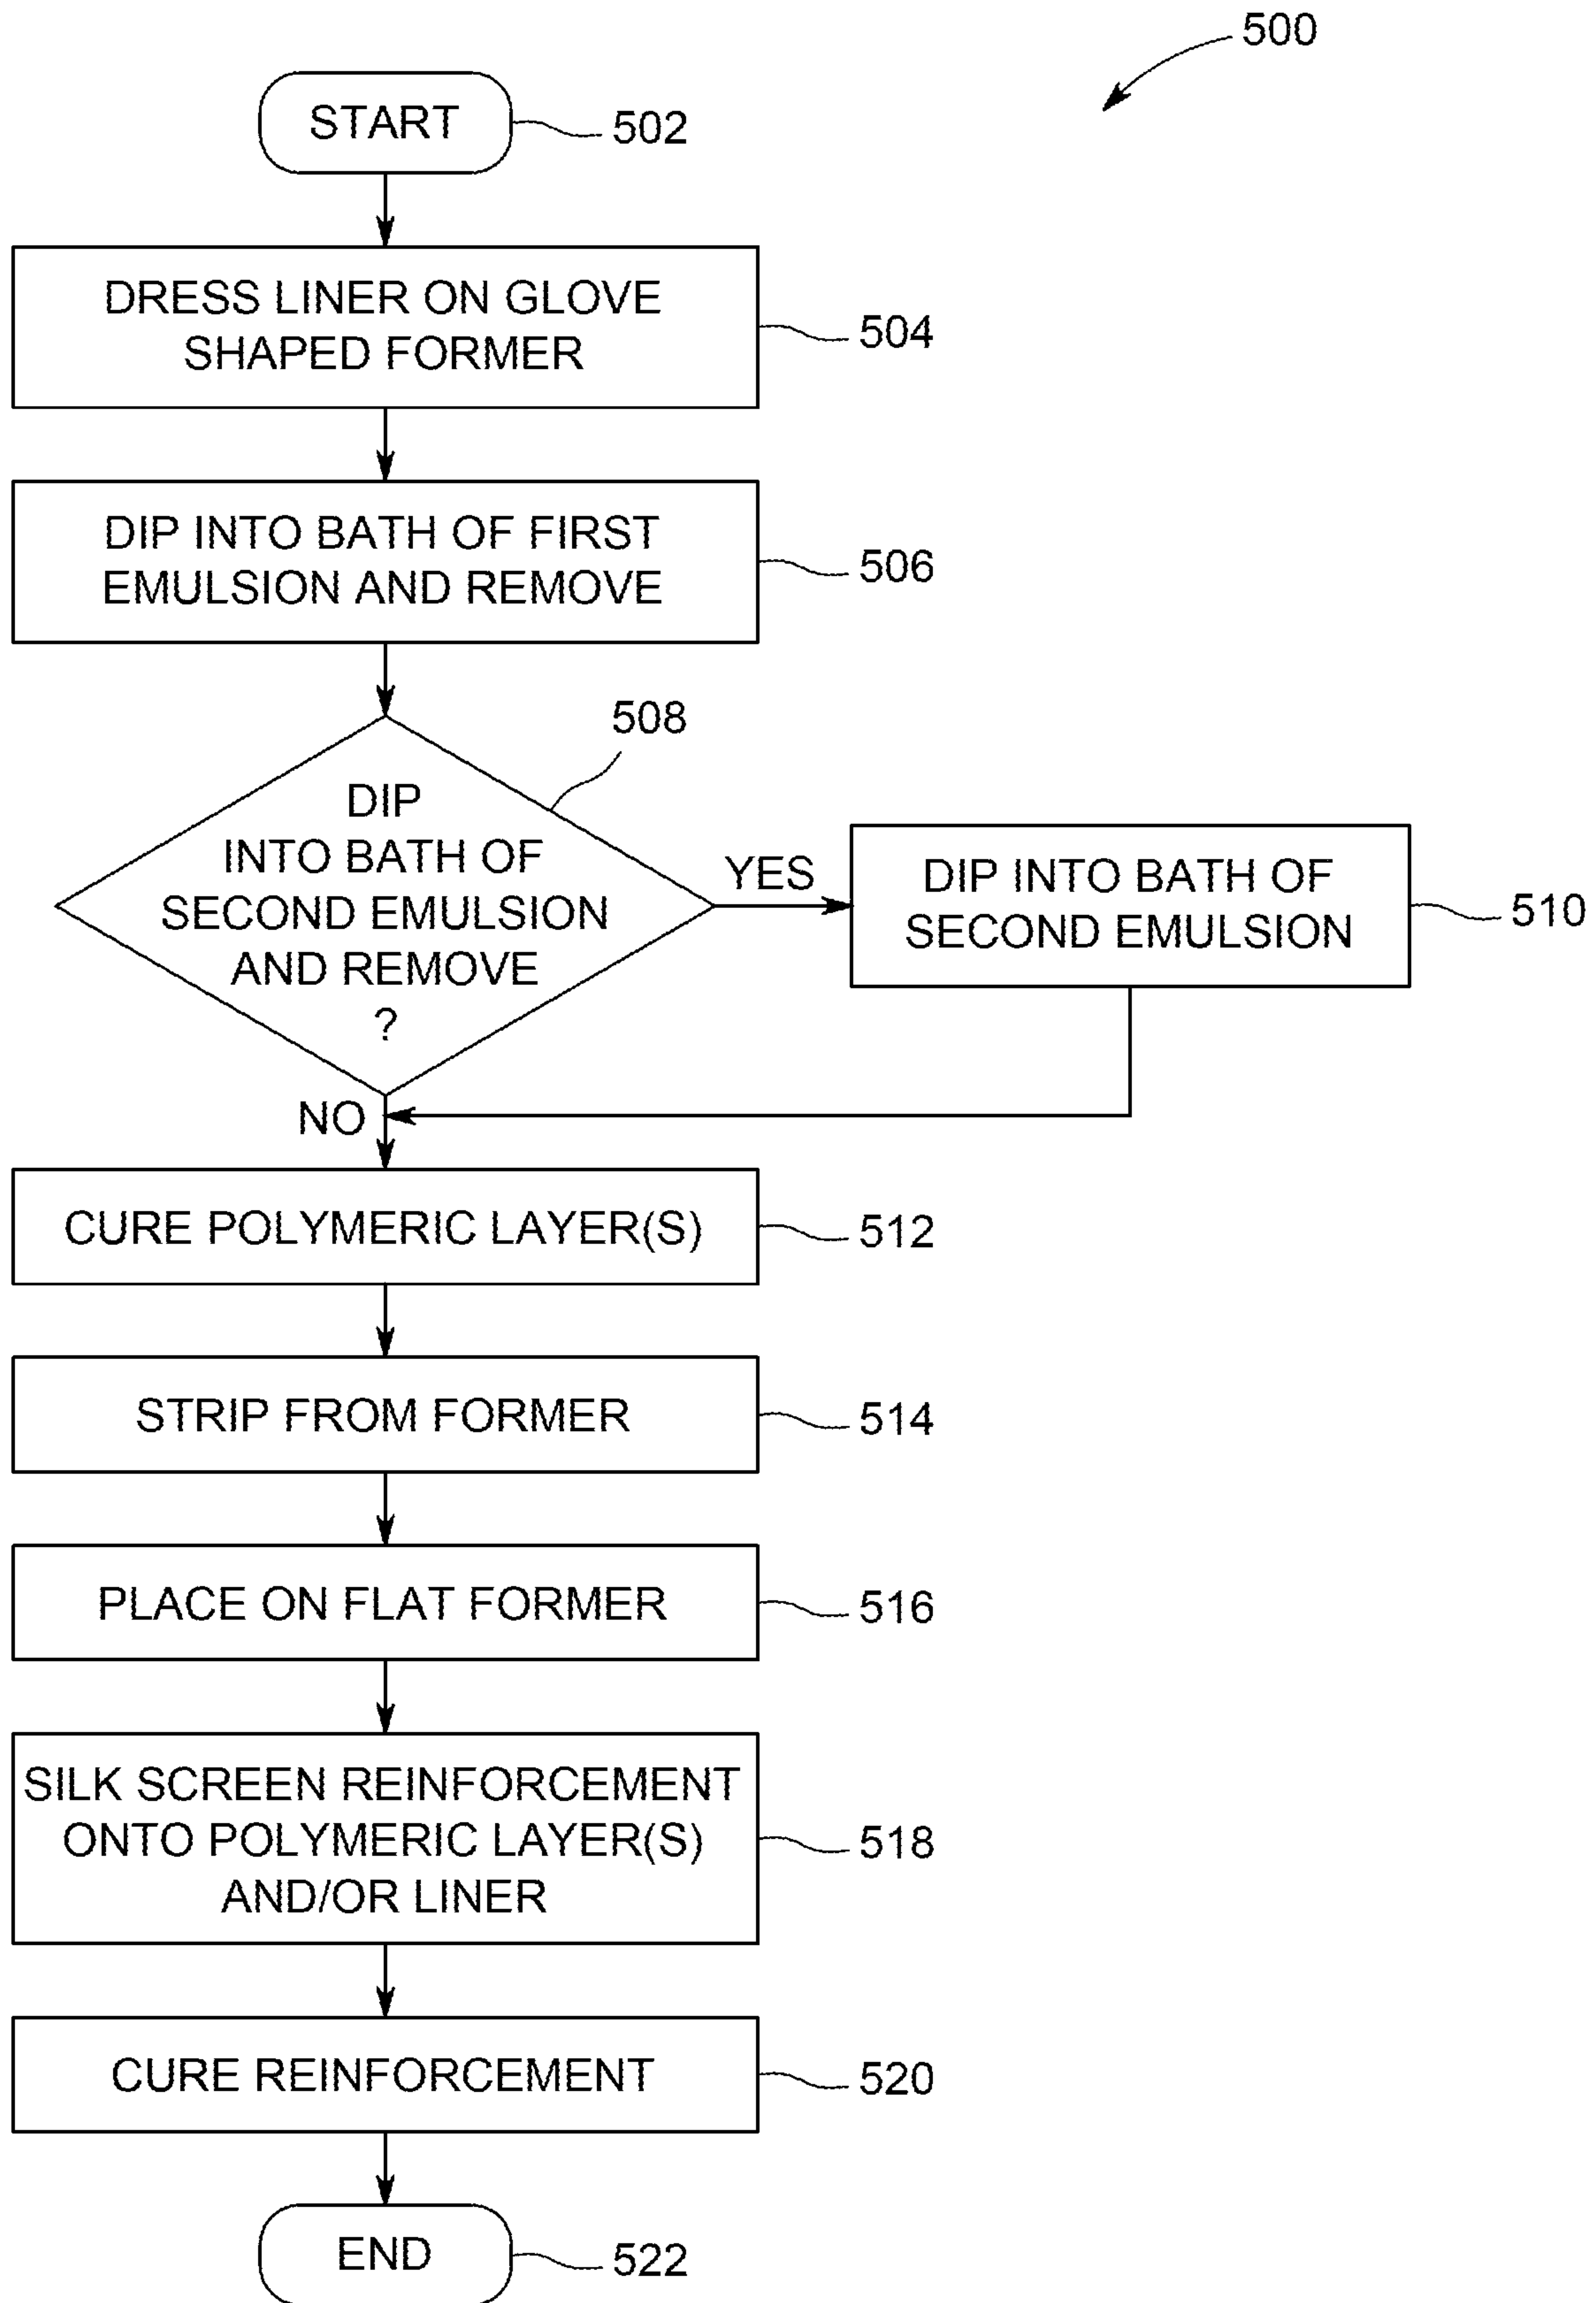 500
START
502
DRESS LINER ON GLOVE
SHAPED FORMER
504
DIP INTO BATH OF FIRST
EMULSION AND REMOVE
506
508
DIP
INTO BATH OF
SECOND EMULSION
AND REMOVE
?
YES
DIP INTO BATH OF
SECOND EMULSION
510
NO
CURE POLYMERIC LAYER(S)
512
STRIP FROM FORMER
514
PLACE ON FLAT FORMER
516
SILK SCREEN REINFORCEMENT
ONTO POLYMERIC LAYER(S)
AND/OR LINER
518
CURE REINFORCEMENT
520
END
522